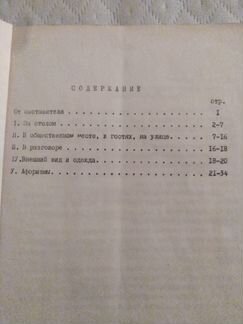 СОДЕРЖАНИЕ
стр.
От составителя 1
I. За столом 2-7
II. В общественном месте, в гостях, на улице. 7-16
III. В разговоре 16-18
IУ. Внешний вид и одежда. 18-20
У. Афоризмы. 21-34